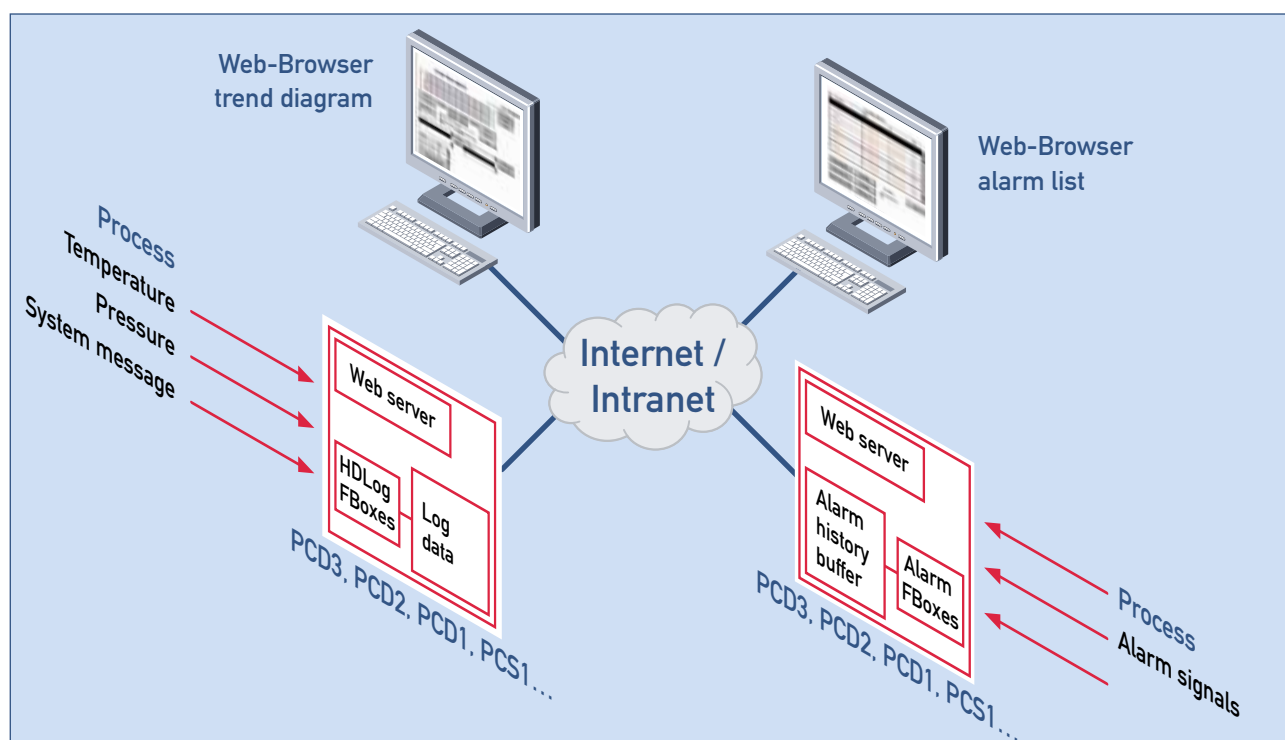 Web-Browser
trend diagram
Web-Browser
alarm list
Process
Temperature
Pressure
System message
Internet /
Intranet
Web server
HDLog
FBoxes
Log
data
PCD3, PCD2, PCD1, PCS1...
Web server
Alarm
history
buffer
Alarm
FBoxes
PCD3, PCD2, PCD1, PCS1...
Process
Alarm signals